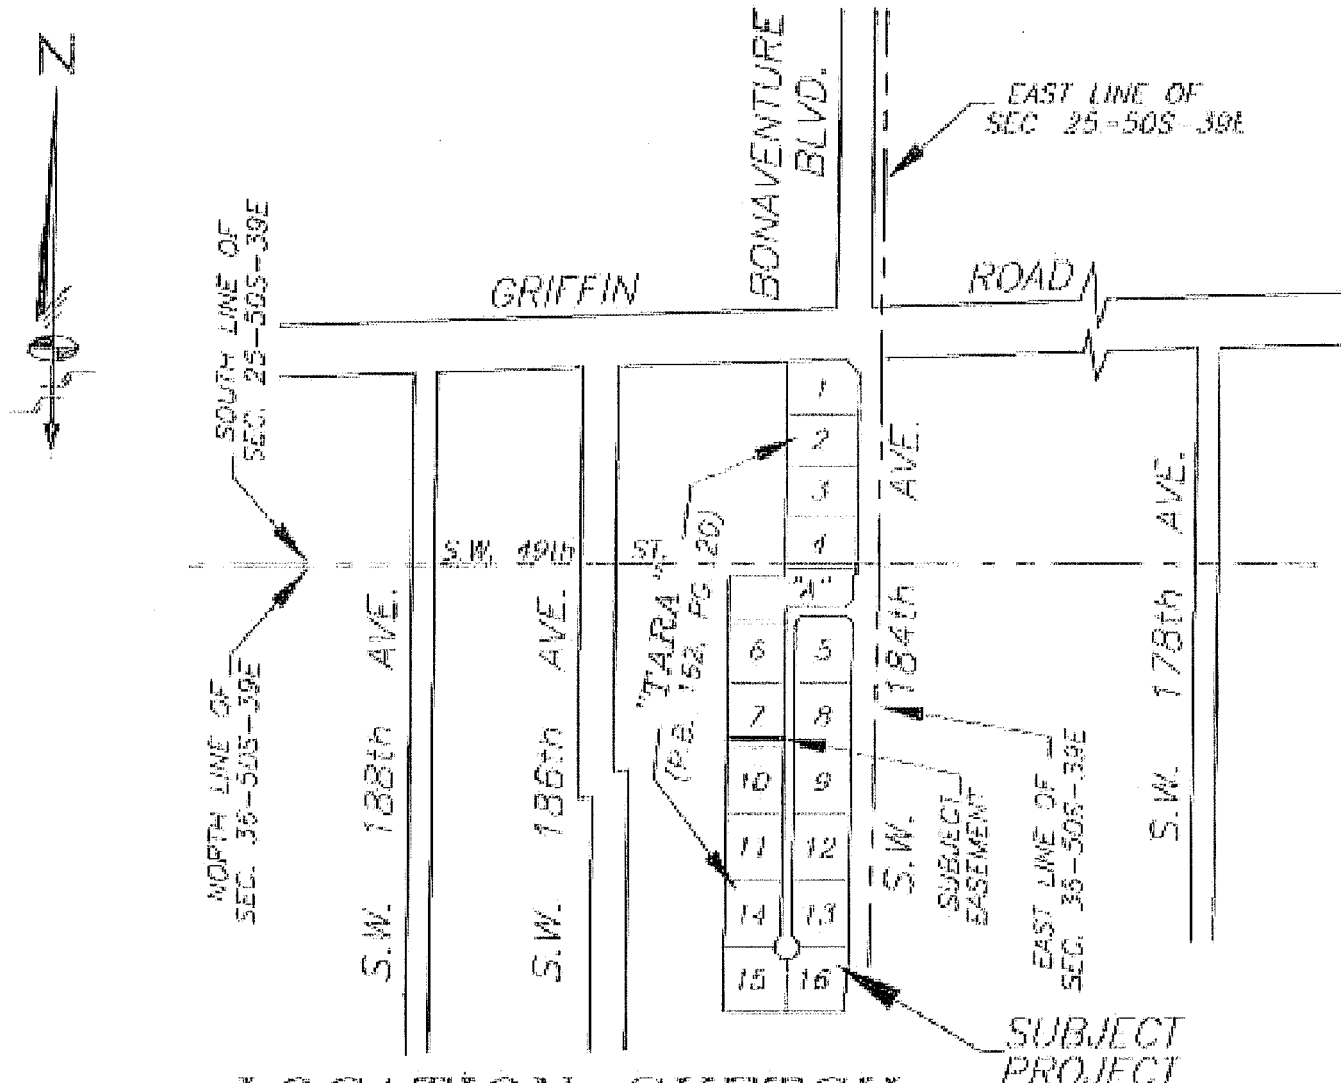 N
BONAVENTURE
BLVD.
EAST LINE OF
SEC 25-50S-39E
GRIFFIN
ROAD
SOUTH LINE OF
SEC. 25-50S-39E
1
2
3
4
S.W. 49th ST.
"A"
"TARA"
(P.B. 152, PG 20)
NORTH LINE OF
SEC. 36-50S-39E
S.W. 188th AVE.
S.W. 186th AVE.
6 5
7 8
10 9
11 12
14 13
15 16
S.W. 184th AVE.
S.W. 178th AVE.
SUBJECT
EASEMENT
EAST LINE OF
SEC. 36-50S-39E
SUBJECT
PROJECT
LOCATION SKETCH